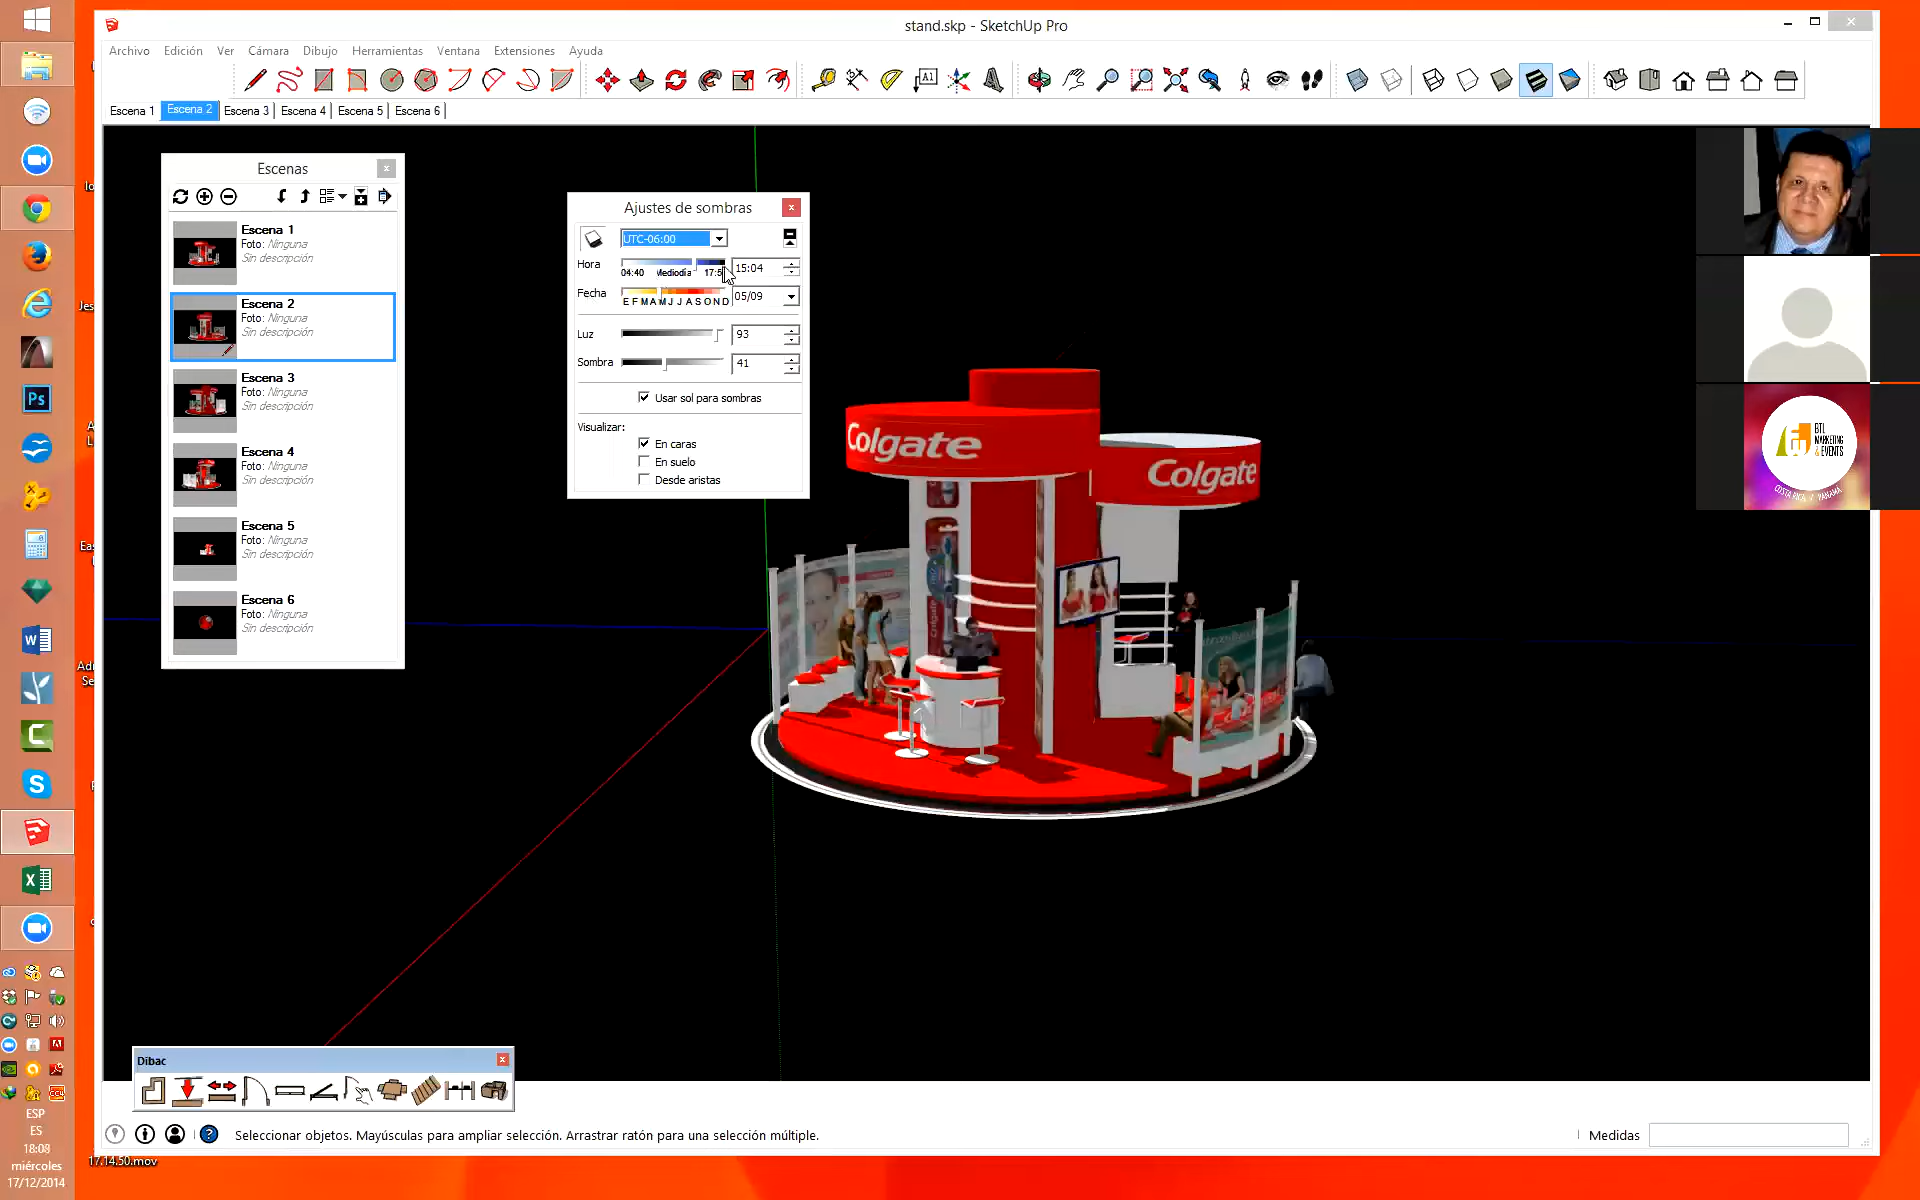 stand.skp - SketchUp Pro
Archivo Edición Ver Cámara Dibujo Herramientas Ventana Extensiones Ayuda
Escena 1 Escena 2 Escena 3 Escena 4 Escena 5 Escena 6
Escenas
Escena 1
Foto: Ninguna
Sin descripción
Escena 2
Foto: Ninguna
Sin descripción
Escena 3
Foto: Ninguna
Sin descripción
Escena 4
Foto: Ninguna
Sin descripción
Escena 5
Foto: Ninguna
Sin descripción
Escena 6
Foto: Ninguna
Sin descripción
Ajustes de sombras
UTC-06:00
Hora 15:04
04:40 Mediodía 17:5
Fecha 05/09
E F M A M J J A S O N D
Luz 93
Sombra 41
Usar sol para sombras
Visualizar:
En caras
En suelo
Desde aristas
Colgate
Colgate
Colgate
BTL
MARKETING
& EVENTS
COSTA RICA / PANAMÁ
Dibac
Seleccionar objetos. Mayúsculas para ampliar selección. Arrastrar ratón para una selección múltiple.
Medidas
Ps
ESP
ES
18:08
miércoles
17/12/2014
17.14.50.mov